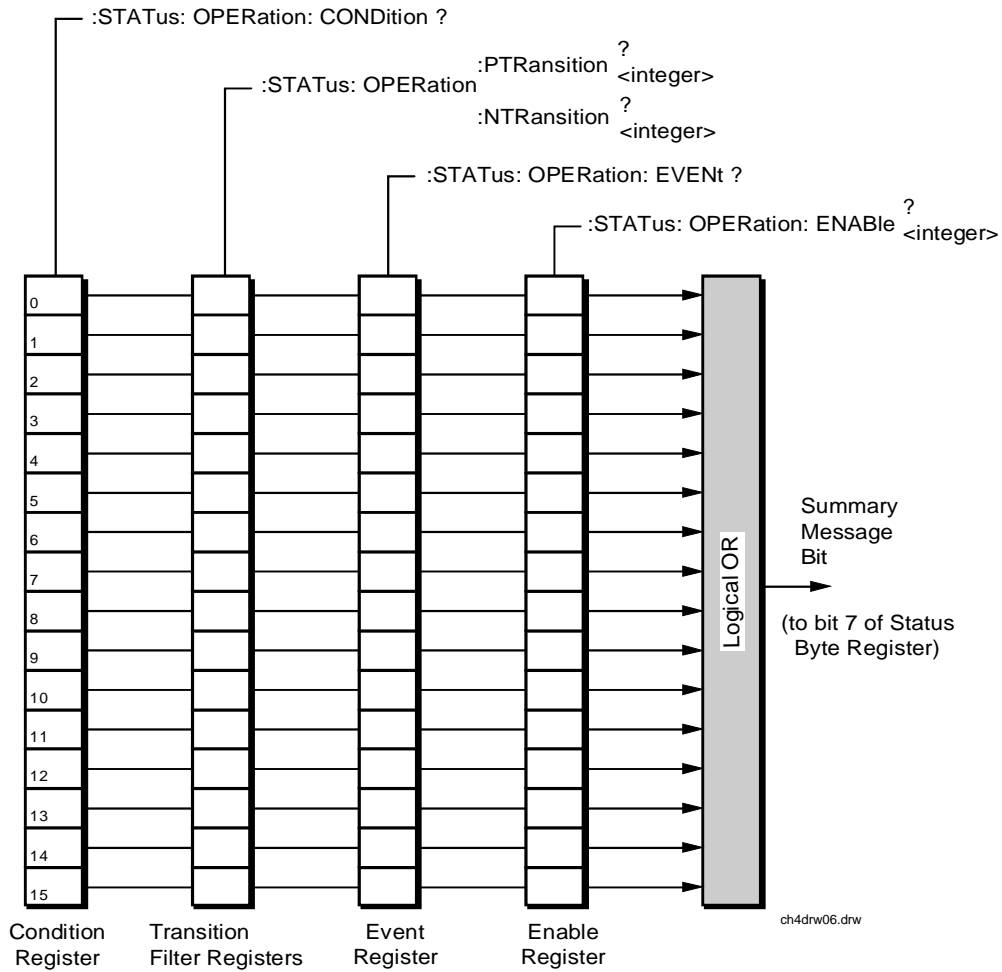 :STATus: OPERation: CONDition ?
:STATus: OPERation
:PTRansition ?
<integer>
:NTRansition ?
<integer>
:STATus: OPERation: EVENt ?
:STATus: OPERation: ENABle ?
<integer>
0
1
2
3
4
5
6
7
8
9
10
11
12
13
14
15
Logical OR
Summary
Message
Bit
(to bit 7 of Status
Byte Register)
ch4drw06.drw
Condition
Register
Transition
Filter Registers
Event
Register
Enable
Register